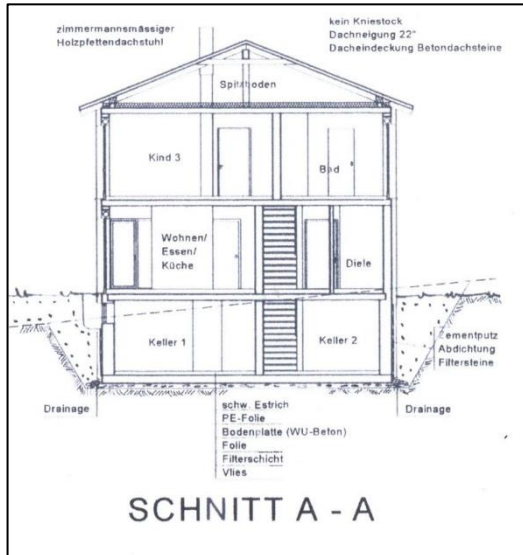 zimmermannsmässiger
Holzpfettendachstuhl
kein Kniestock
Dachneigung 22°
Dacheindeckung Betondachsteine
Spitzboden
Kind 3
Bad
Wohnen/
Essen/
Küche
Diele
Keller 1
Keller 2
ementputz
Abdichtung
Filtersteine
Drainage
Drainage
schw. Estrich
PE-Folie
Bodenplatte (WU-Beton)
Folie
Filterschicht
Vlies
SCHNITT A - A